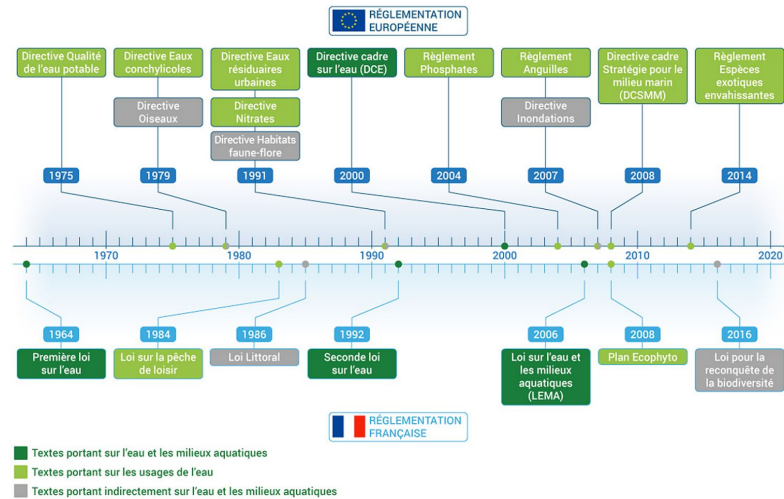 RÉGLEMENTATION
EUROPÉENNE
Directive Qualité
de l'eau potable
Directive Eaux
conchylicoles
Directive
Oiseaux
Directive Eaux
résiduaires
urbaines
Directive
Nitrates
Directive Habitats
faune-flore
Directive cadre
sur l'eau (DCE)
Règlement
Phosphates
Règlement
Anguilles
Directive
Inondations
Directive cadre
Stratégie pour le
milieu marin
(DCSMM)
Règlement
Espèces
exotiques
envahissantes
1975
1979
1991
2000
2004
2007
2008
2014
1970
1980
1990
2000
2010
2020
1964
1984
1986
1992
2006
2008
2016
Première loi
sur l'eau
Loi sur la pêche
de loisir
Loi Littoral
Seconde loi
sur l'eau
Loi sur l'eau et
les milieux
aquatiques
(LEMA)
Plan Ecophyto
Loi pour la
reconquête de
la biodiversité
RÉGLEMENTATION
FRANÇAISE
Textes portant sur l'eau et les milieux aquatiques
Textes portant sur les usages de l'eau
Textes portant indirectement sur l'eau et les milieux aquatiques